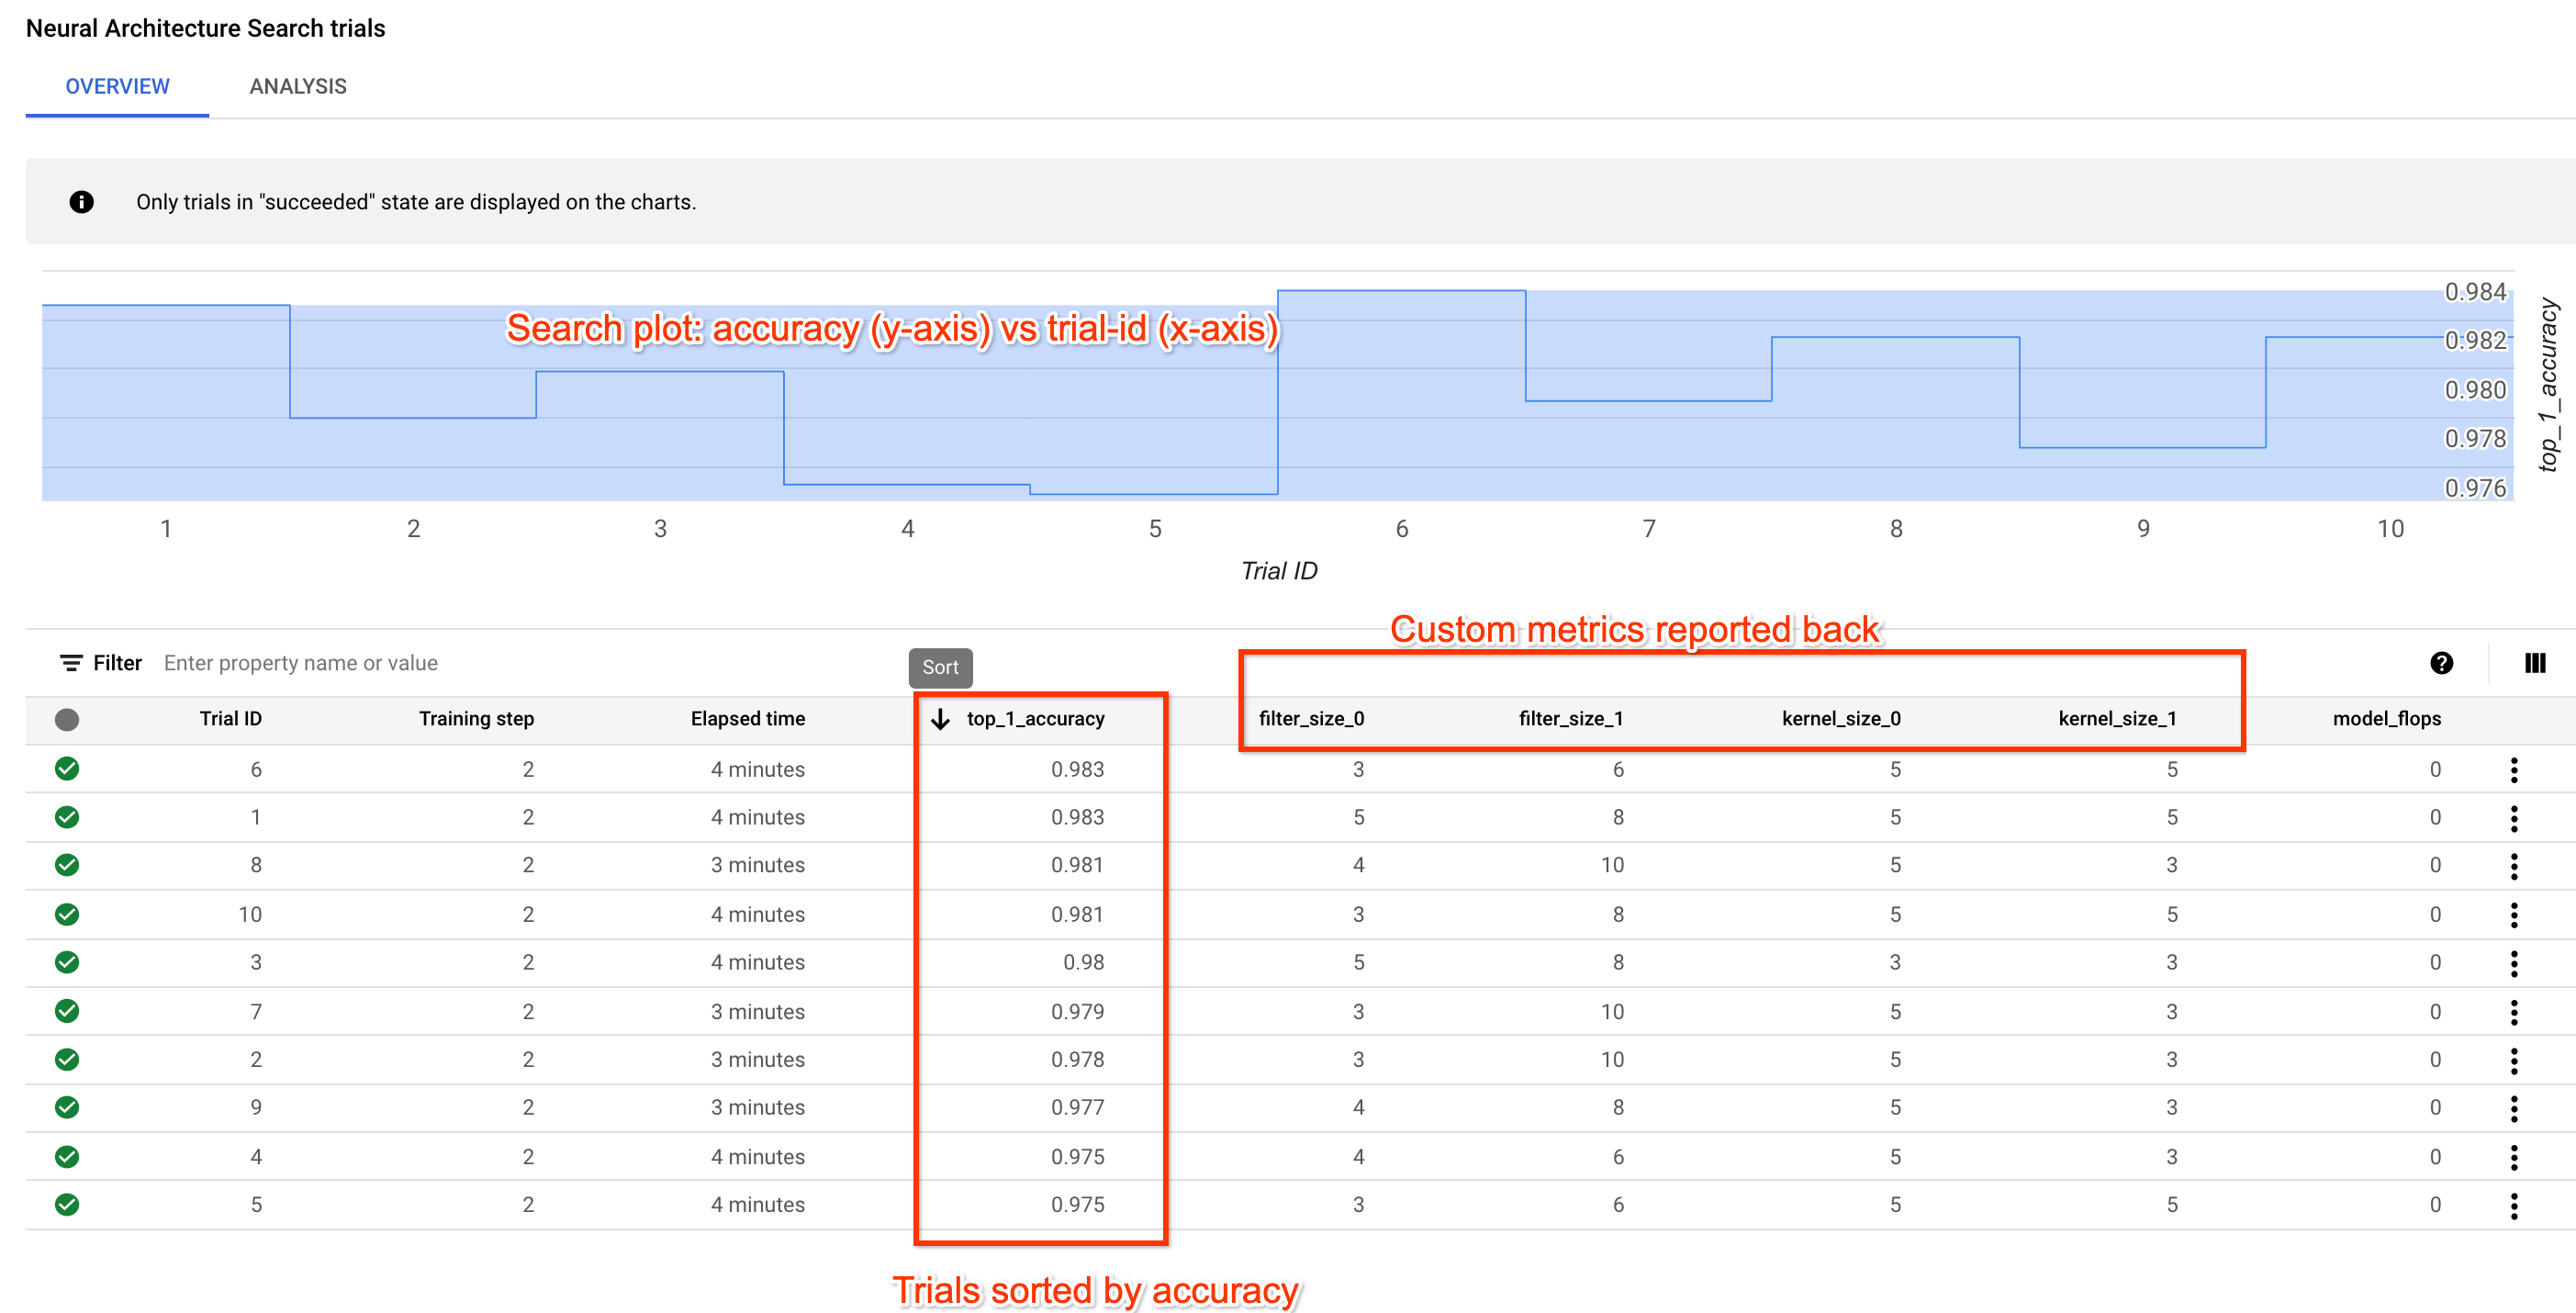 Neural Architecture Search trials
OVERVIEW ANALYSIS
Only trials in "succeeded" state are displayed on the charts.
Search plot: accuracy (y-axis) vs trial-id (x-axis)
0.984
0.982
0.980
0.978
0.976
top_1_accuracy
1 2 3 4 5 6 7 8 9 10
Trial ID
Custom metrics reported back
Filter Enter property name or value
Sort
Trial ID Training step Elapsed time top_1_accuracy filter_size_0 filter_size_1 kernel_size_0 kernel_size_1 model_flops
6 2 4 minutes 0.983 3 6 5 5 0
1 2 4 minutes 0.983 5 8 5 5 0
8 2 3 minutes 0.981 4 10 5 3 0
10 2 4 minutes 0.981 3 8 5 5 0
3 2 4 minutes 0.98 5 8 3 3 0
7 2 3 minutes 0.979 3 10 5 3 0
2 2 3 minutes 0.978 3 10 5 3 0
9 2 3 minutes 0.977 4 8 5 3 0
4 2 4 minutes 0.975 4 6 5 3 0
5 2 4 minutes 0.975 3 6 5 5 0
Trials sorted by accuracy